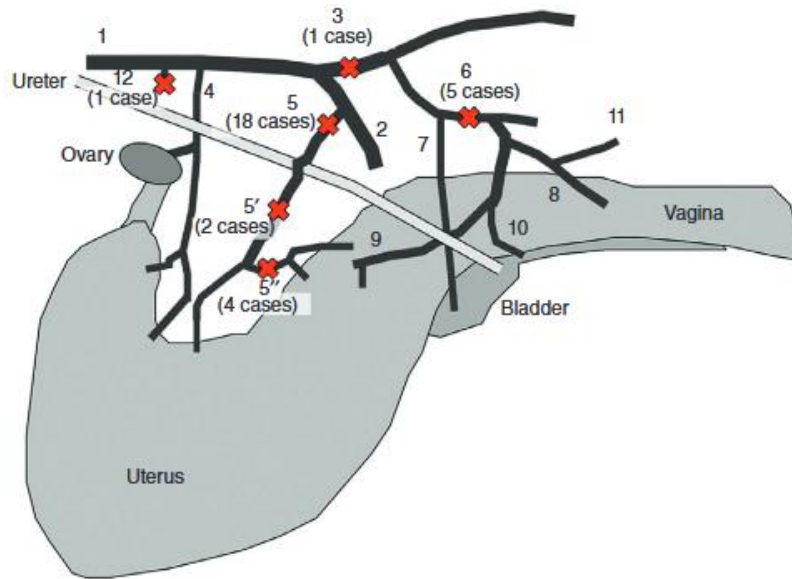 1
3
(1 case)
Ureter
12
(1 case)
4
5
(18 cases)
2
6
(5 cases)
7
11
Ovary
8
5′
(2 cases)
9
10
Vagina
5″
(4 cases)
Bladder
Uterus